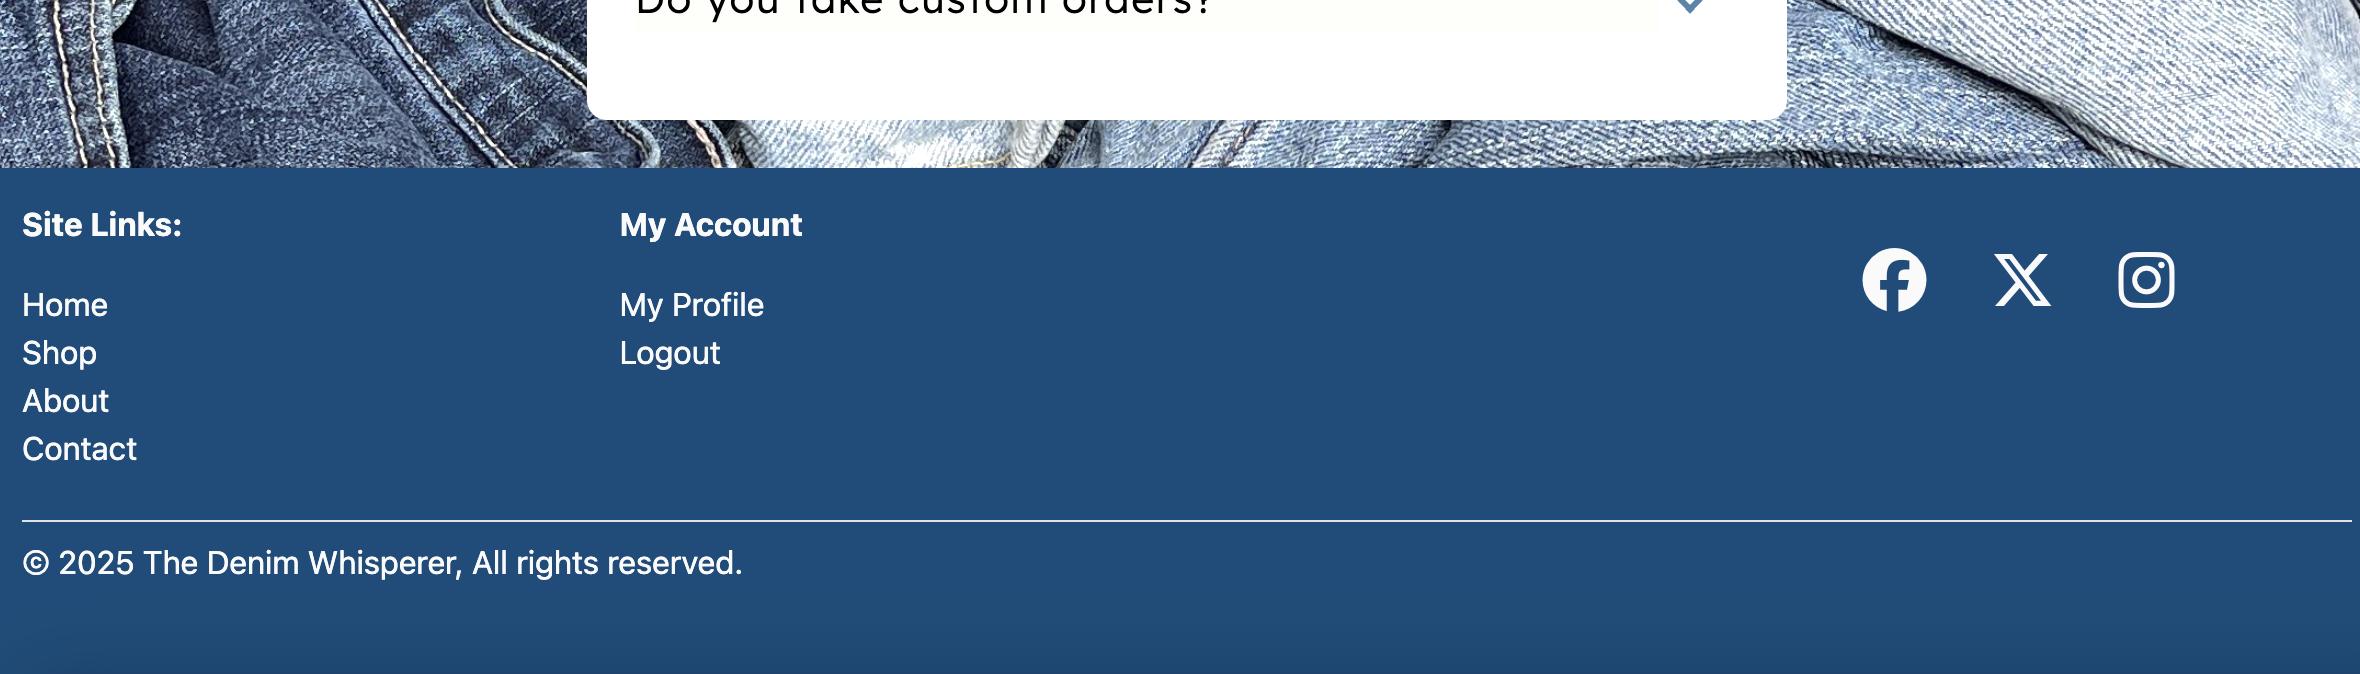 Do you take custom orders?
Site Links:
Home
Shop
About
Contact
My Account
My Profile
Logout
© 2025 The Denim Whisperer, All rights reserved.